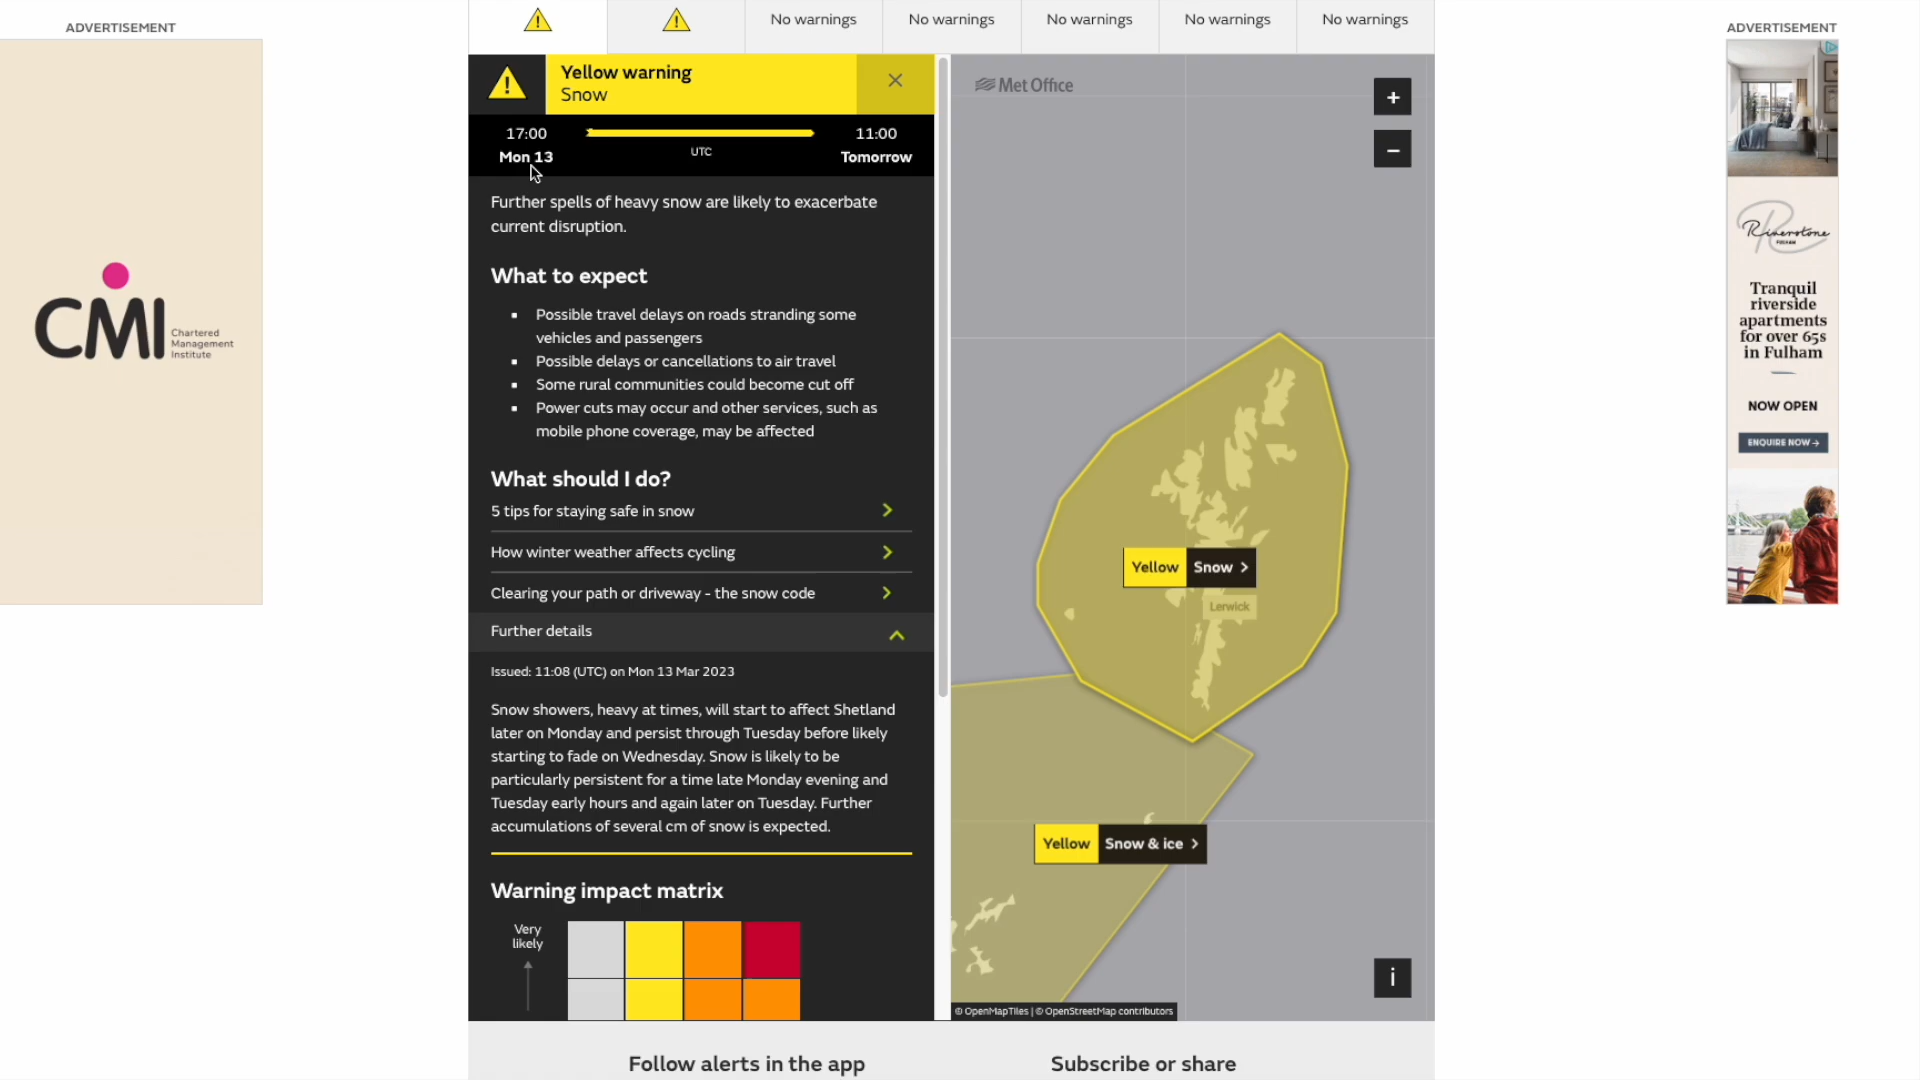 ADVERTISEMENT
CMI
Chartered
Management
Institute
No warnings
No warnings
No warnings
No warnings
No warnings
Yellow warning
Snow
17:00
Mon 13
UTC
11:00
Tomorrow
Further spells of heavy snow are likely to exacerbate
current disruption.
What to expect
Possible travel delays on roads stranding some
vehicles and passengers
Possible delays or cancellations to air travel
Some rural communities could become cut off
Power cuts may occur and other services, such as
mobile phone coverage, may be affected
What should I do?
5 tips for staying safe in snow
How winter weather affects cycling
Clearing your path or driveway - the snow code
Further details
Issued: 11:08 (UTC) on Mon 13 Mar 2023
Snow showers, heavy at times, will start to affect Shetland
later on Monday and persist through Tuesday before likely
starting to fade on Wednesday. Snow is likely to be
particularly persistent for a time late Monday evening and
Tuesday early hours and again later on Tuesday. Further
accumulations of several cm of snow is expected.
Warning impact matrix
Very
likely
Met Office
+
−
Yellow Snow >
Lerwick
Yellow Snow & ice >
i
© OpenMapTiles | © OpenStreetMap contributors
Follow alerts in the app
Subscribe or share
ADVERTISEMENT
Riverstone
FULHAM
Tranquil
riverside
apartments
for over 65s
in Fulham
NOW OPEN
ENQUIRE NOW →